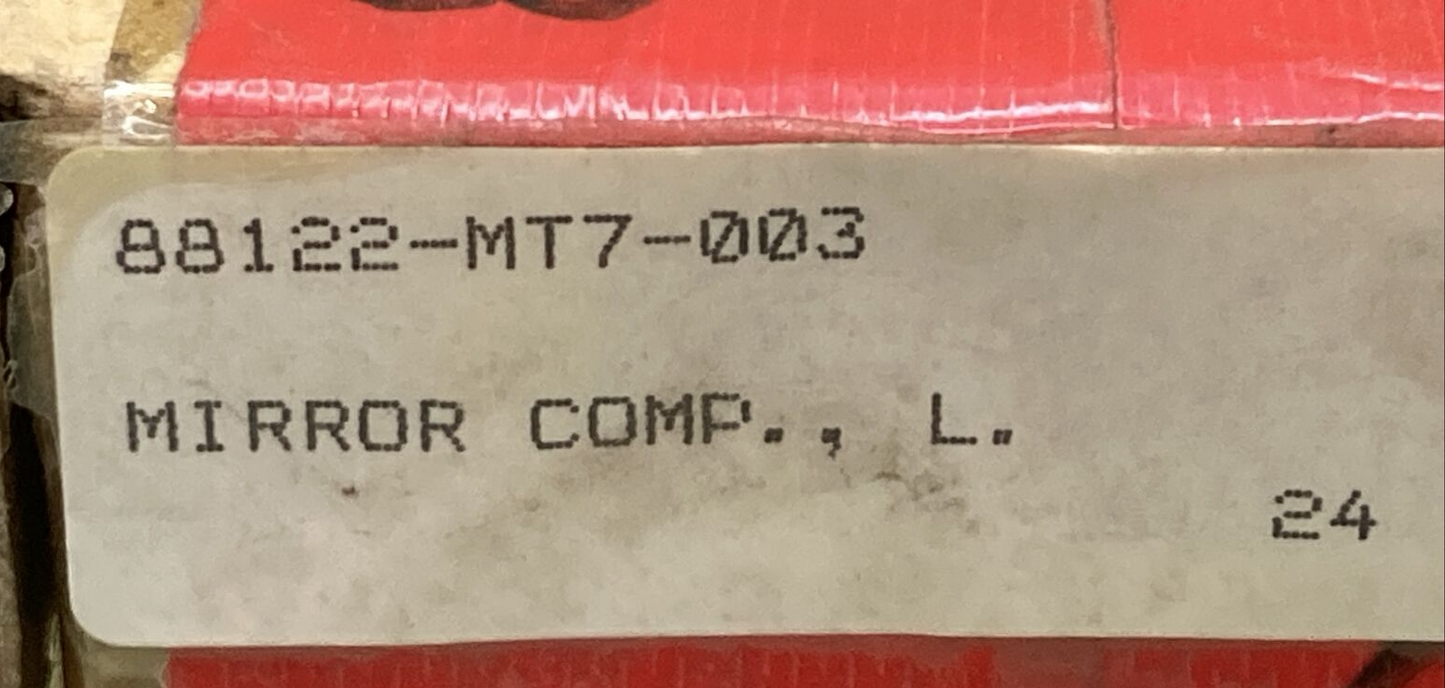 88122-MT7-003
MIRROR COMP., L.
24